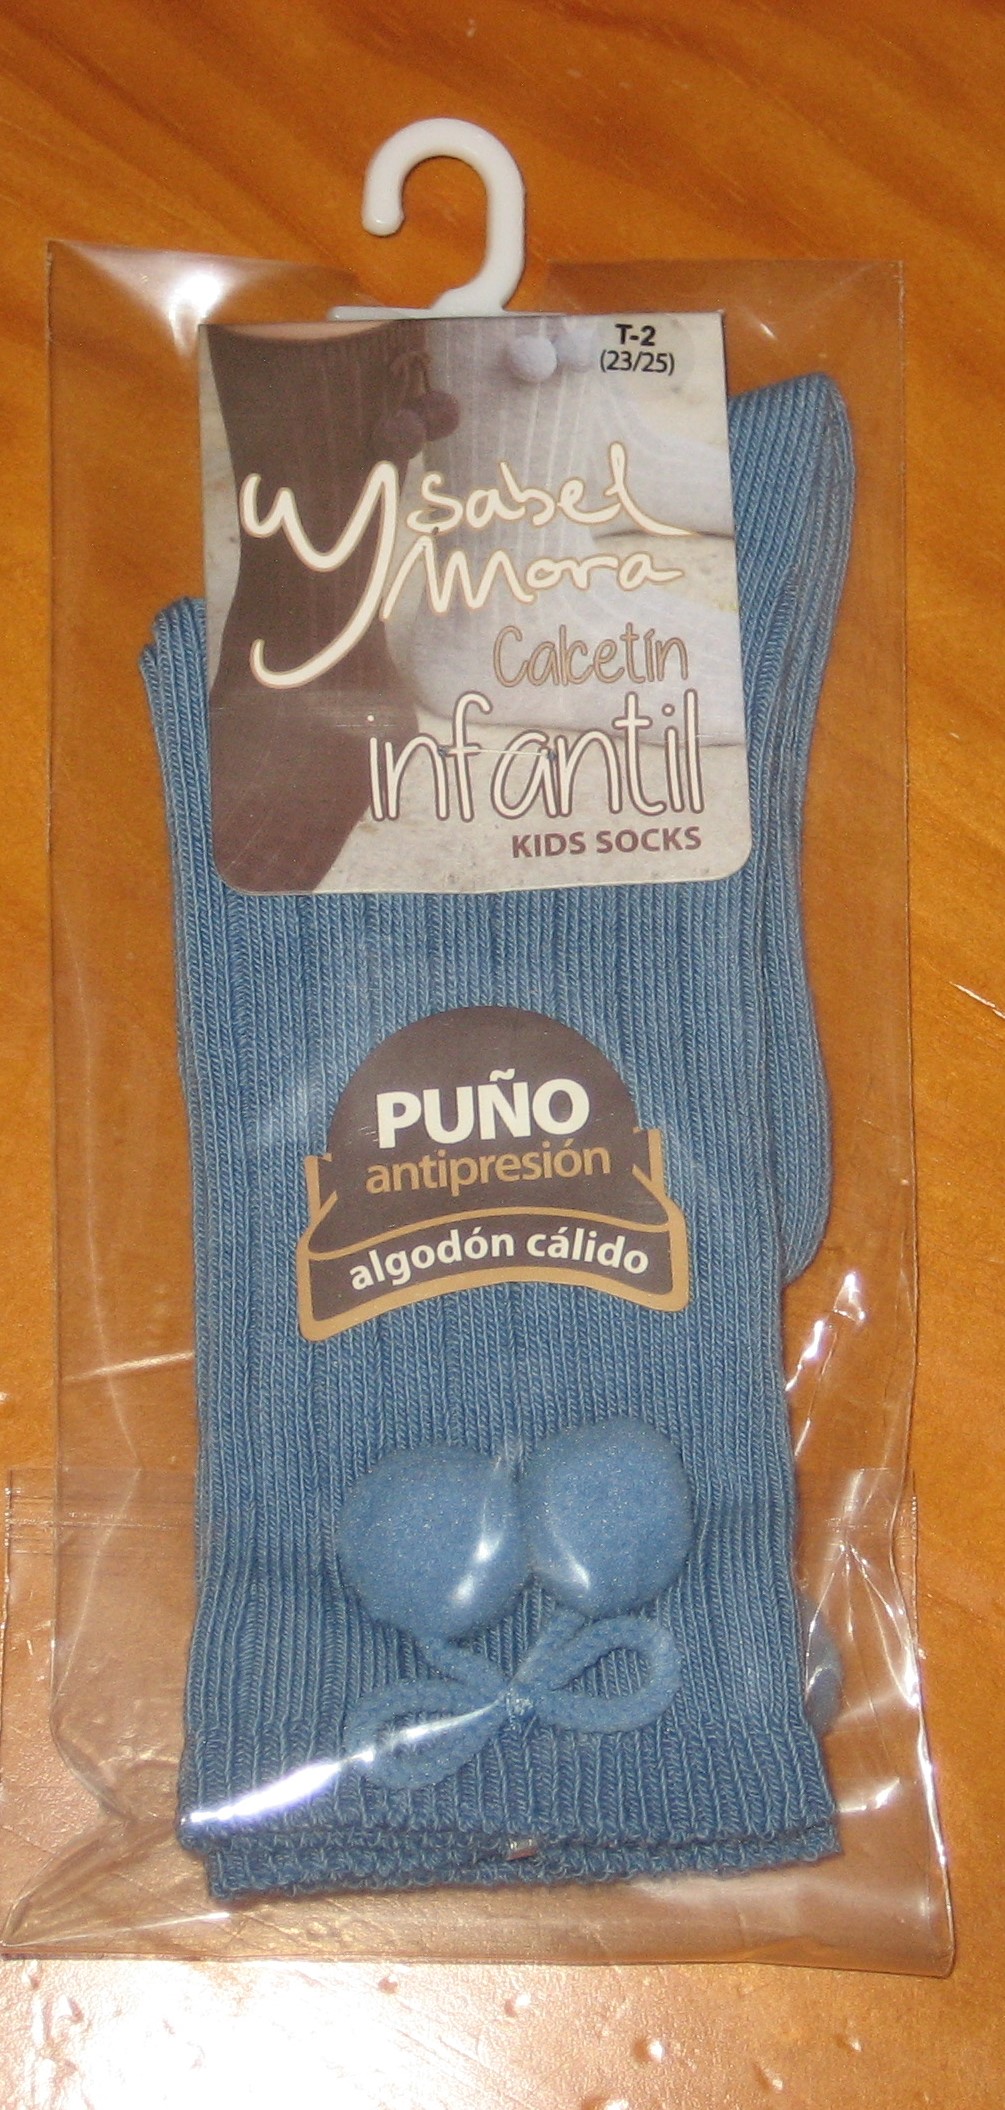 T-2
(23/25)
Ysabel
Mora
Calcetín
infantil
KIDS SOCKS
PUÑO
antipresión
algodón cálido